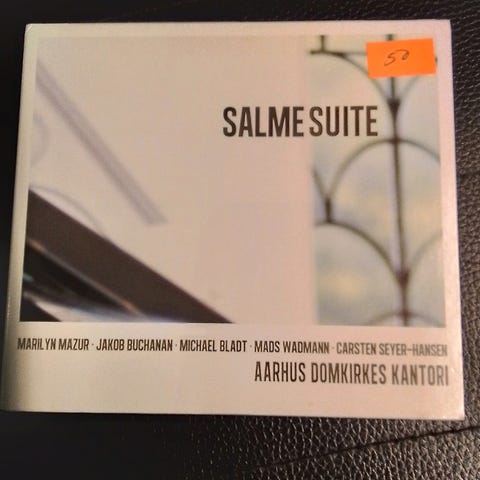 50
SALME SUITE
MARILYN MAZUR · JAKOB BUCHANAN · MICHAEL BLADT · MADS WADMANN · CARSTEN SEYER-HANSEN
AARHUS DOMKIRKES KANTORI